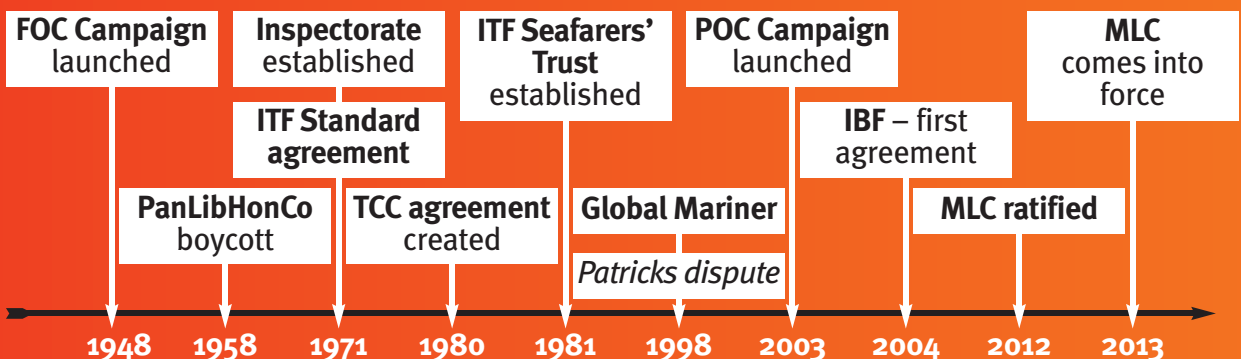 FOC Campaign
launched
Inspectorate
established
ITF Standard
agreement
ITF Seafarers’
Trust
established
POC Campaign
launched
MLC
comes into
force
IBF – first
agreement
PanLibHonCo
boycott
TCC agreement
created
Global Mariner
Patricks dispute
MLC ratified
1948 1958 1971 1980 1981 1998 2003 2004 2012 2013